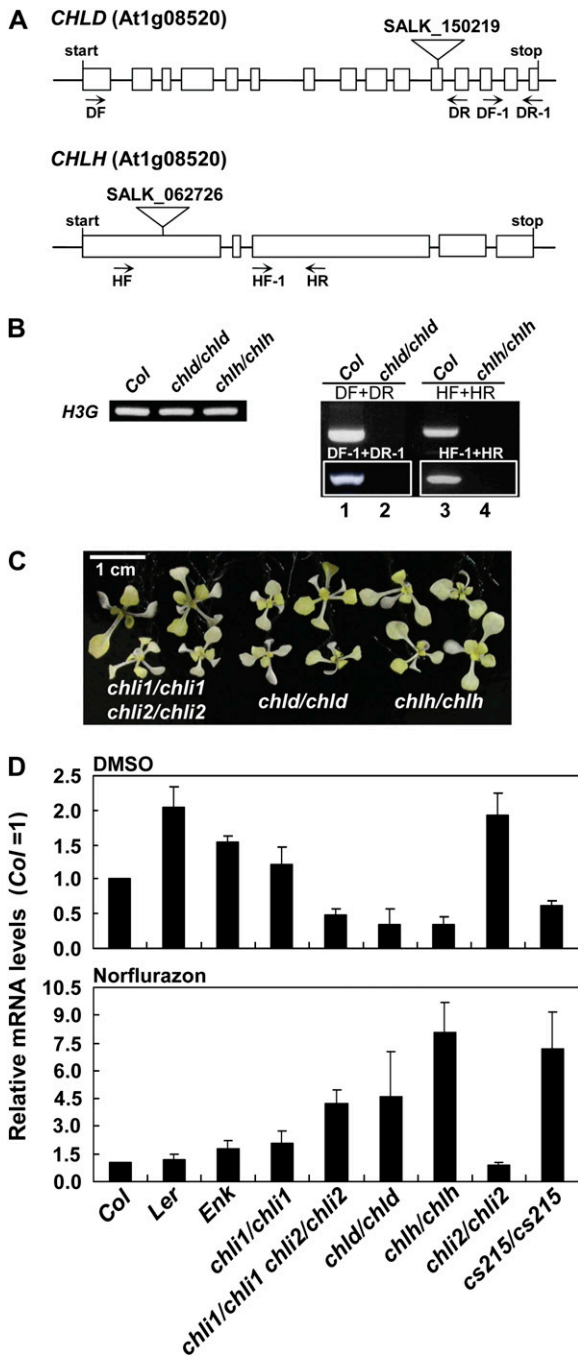 A
CHLD (At1g08520)
SALK_150219
start
stop
DF
DR
DF-1
DR-1
CHLH (At1g08520)
SALK_062726
start
stop
HF
HF-1
HR
B
Col
chld/chld
chlh/chlh
H3G
Col
chld/chld
Col
chlh/chlh
DF+DR
HF+HR
DF-1+DR-1
HF-1+HR
1
2
3
4
C
1 cm
chli1/chli1
chli2/chli2
chld/chld
chlh/chlh
D
DMSO
2.5
2.0
1.5
1.0
0.5
0.0
Norflurazon
10.5
9.0
7.5
6.0
4.5
3.0
1.5
0.0
Relative mRNA levels (Col =1)
Col
Ler
Enk
chli1/chli1
chli1/chli1 chli2/chli2
chld/chld
chlh/chlh
chli2/chli2
cs215/cs215